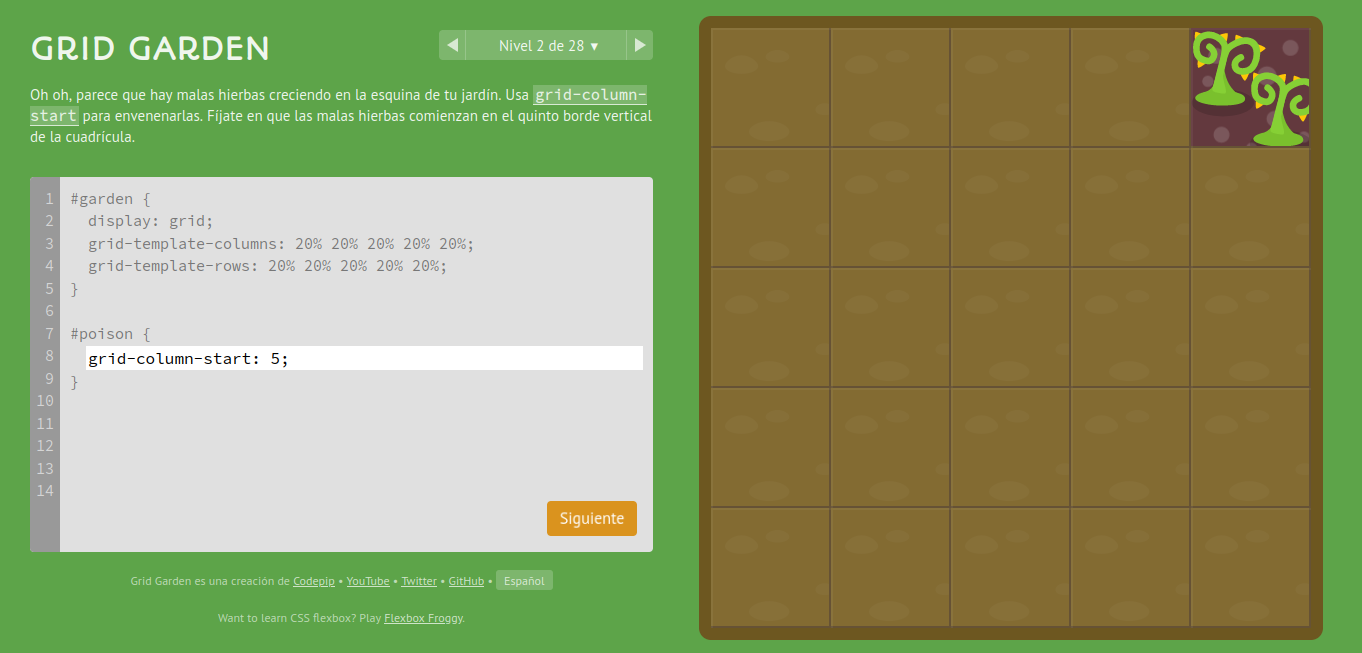 GRID GARDEN
Nivel 2 de 28 ▾
Oh oh, parece que hay malas hierbas creciendo en la esquina de tu jardín. Usa grid-column-
start para envenenarlas. Fíjate en que las malas hierbas comienzan en el quinto borde vertical
de la cuadrícula.
1 #garden {
2 display: grid;
3 grid-template-columns: 20% 20% 20% 20% 20%;
4 grid-template-rows: 20% 20% 20% 20% 20%;
5 }
6
7 #poison {
8 grid-column-start: 5;
9 }
10
11
12
13
14
Siguiente
Grid Garden es una creación de Codepip • YouTube • Twitter • GitHub • Español
Want to learn CSS flexbox? Play Flexbox Froggy.